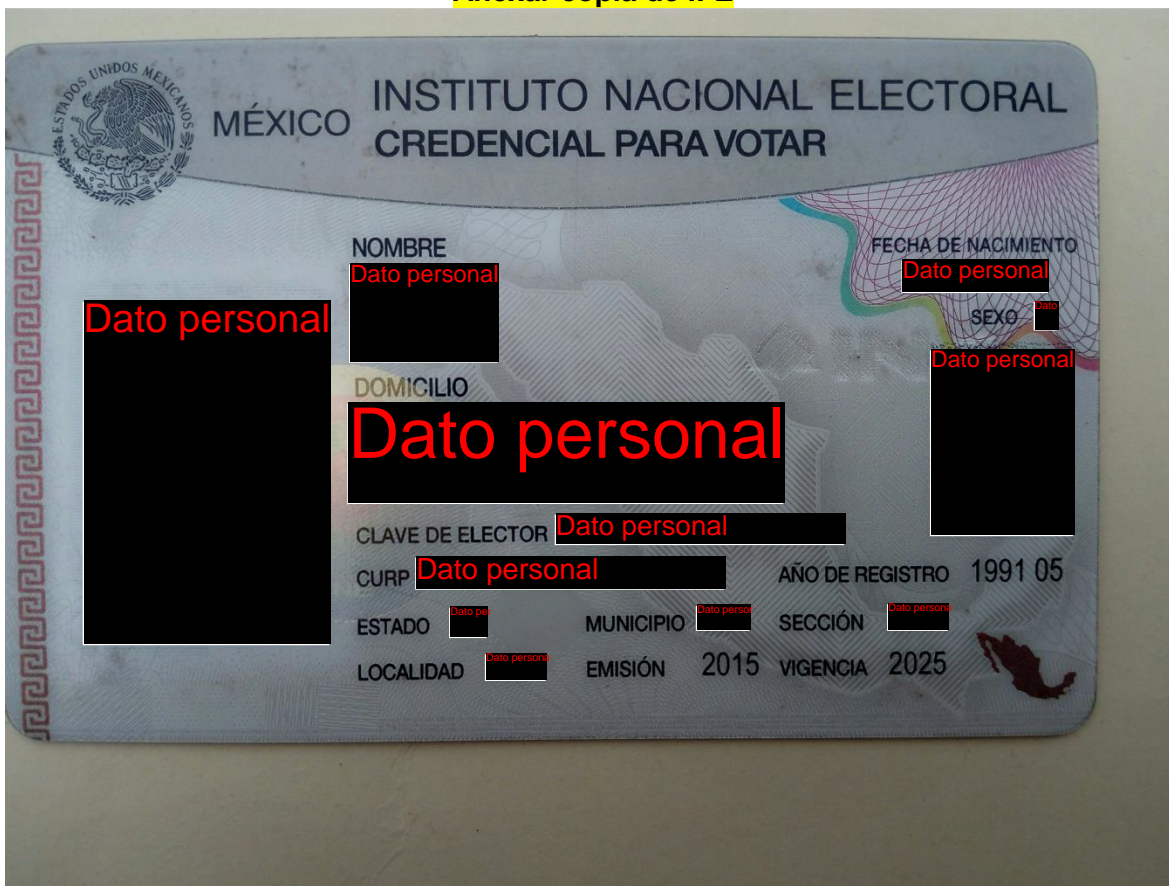 Anexar copia de IFE
ESTADOS UNIDOS MEXICANOS
MÉXICO
INSTITUTO NACIONAL ELECTORAL
CREDENCIAL PARA VOTAR
NOMBRE
Dato personal
FECHA DE NACIMIENTO
Dato personal
SEXO Dato
Dato personal
Dato personal
DOMICILIO
Dato personal
CLAVE DE ELECTOR Dato personal
CURP Dato personal
AÑO DE REGISTRO 1991 05
ESTADO Dato pe
MUNICIPIO Dato person
SECCIÓN Dato persona
LOCALIDAD Dato persona
EMISIÓN 2015
VIGENCIA 2025